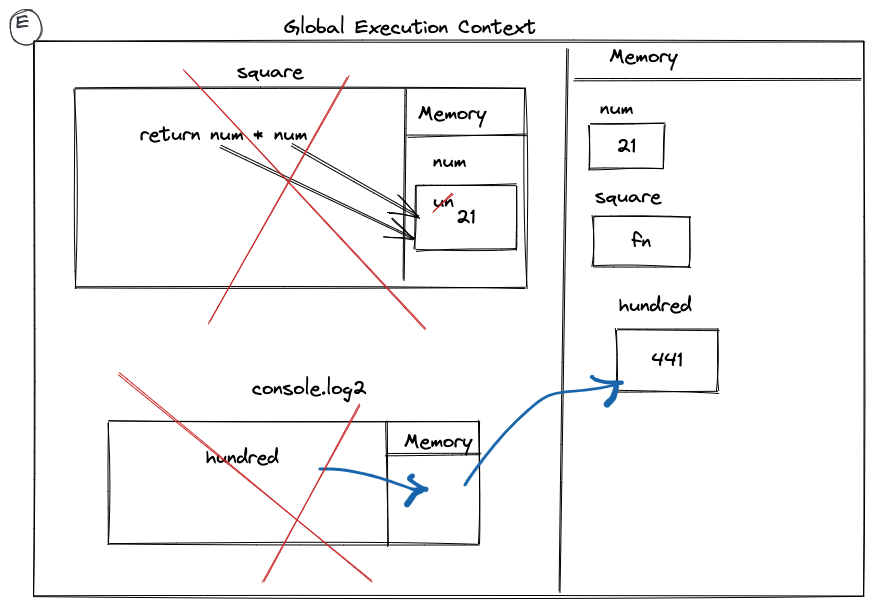 E
Global Execution Context
square
return num * num
Memory
num
un
21
console.log2
hundred
Memory
Memory
num
21
square
fn
hundred
441